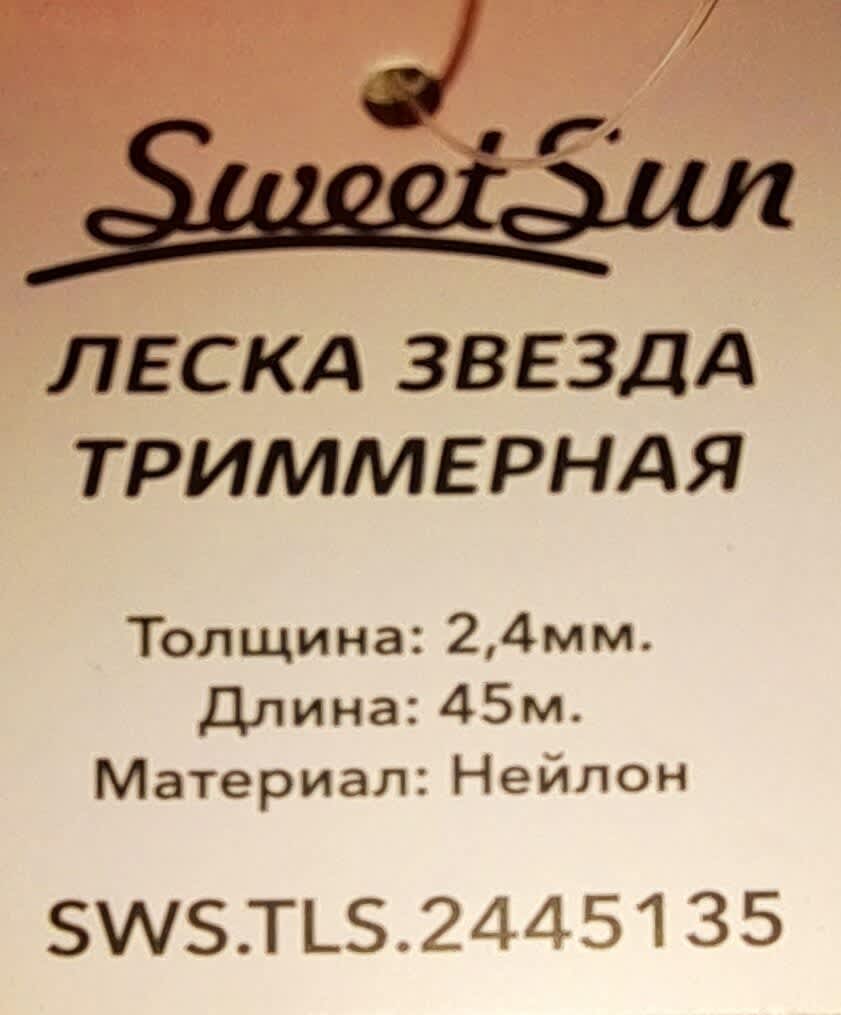 SweetSun
ЛЕСКА ЗВЕЗДА
ТРИММЕРНАЯ
Толщина: 2,4мм.
Длина: 45м.
Материал: Нейлон
SWS.TLS.2445135